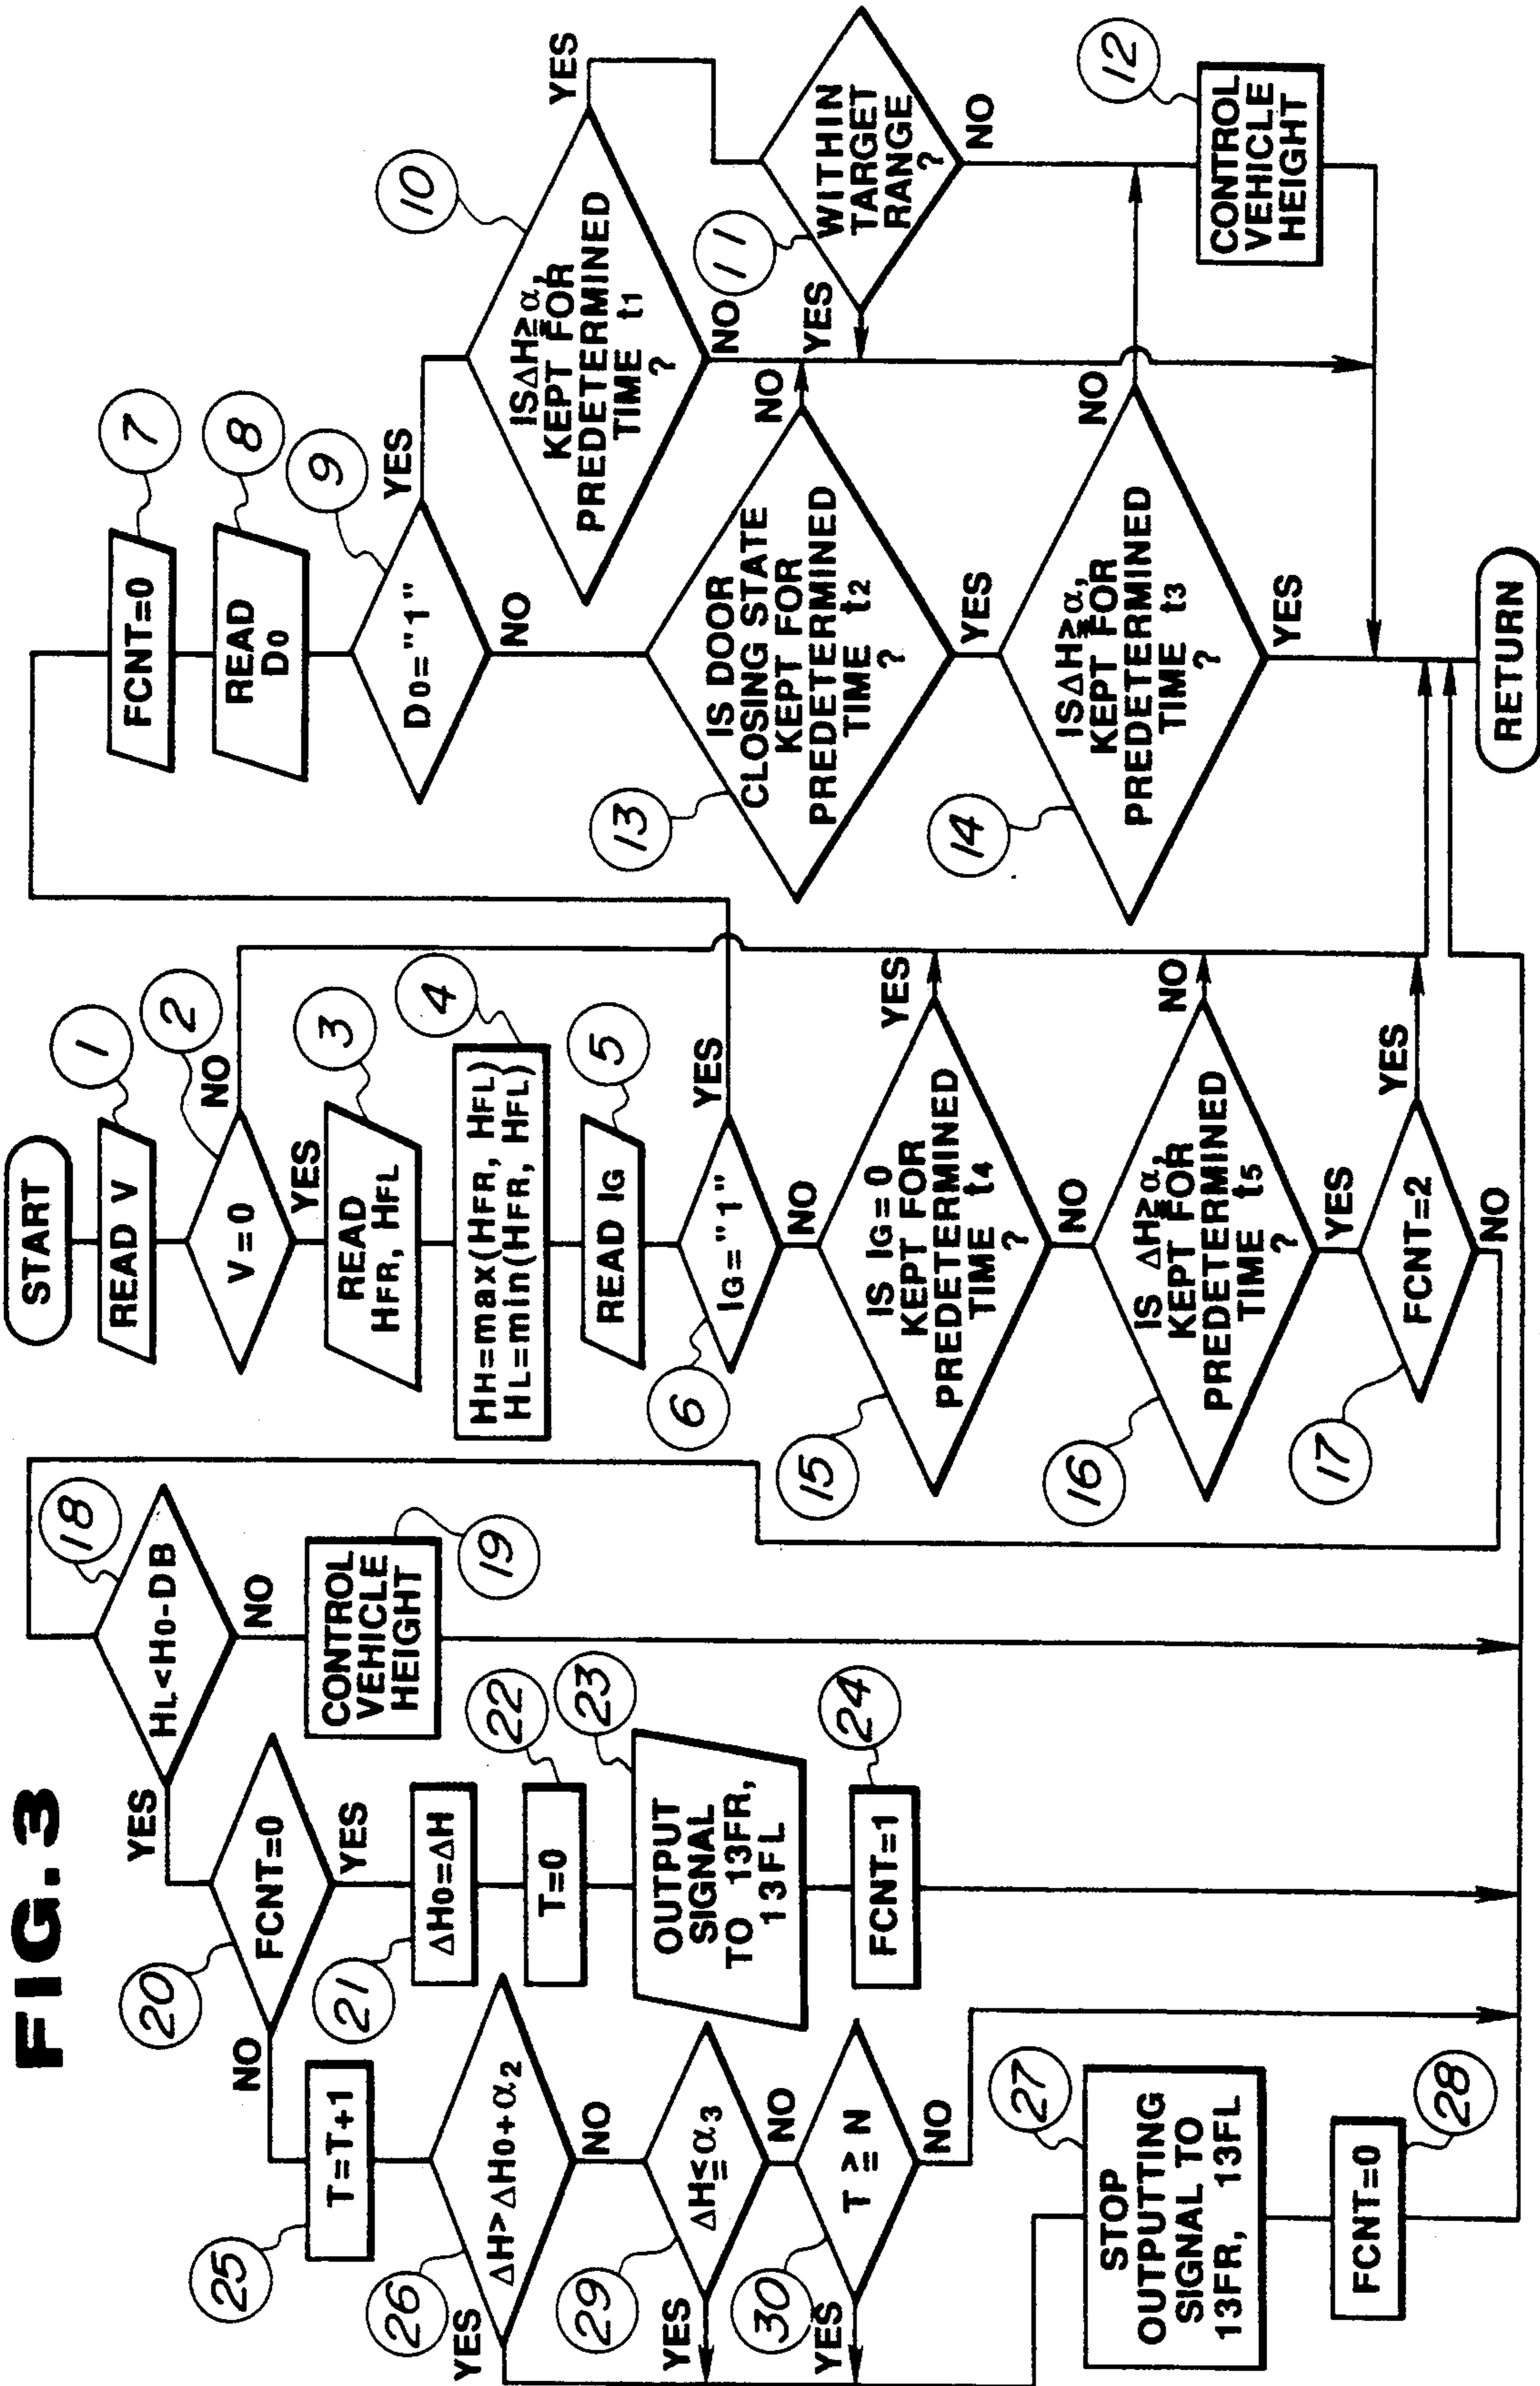 FIG.3
START
1
READ V
2
V=0
NO
YES
3
READ
HFR, HFL
4
HH=max(HFR, HFL)
HL=min(HFR, HFL)
5
READ IG
6
IG="1"
YES
NO
7
FCNT=0
8
READ
D0
9
D0="1"
YES
NO
10
IS ΔH≧α,
KEPT FOR
PREDETERMINED
TIME t1
?
YES
NO
11
WITHIN
TARGET
RANGE
?
YES
NO
12
CONTROL
VEHICLE
HEIGHT
13
IS DOOR
CLOSING STATE
KEPT FOR
PREDETERMINED
TIME t2
?
NO
YES
14
IS ΔH≧α,
KEPT FOR
PREDETERMINED
TIME t3
?
NO
YES
RETURN
15
IS IG=0
KEPT FOR
PREDETERMINED
TIME t4
?
YES
NO
16
IS ΔH≧α,
KEPT FOR
PREDETERMINED
TIME t5
?
NO
YES
17
FCNT=2
YES
NO
18
HL<H0-DB
YES
NO
19
CONTROL
VEHICLE
HEIGHT
20
FCNT=0
NO
YES
21
ΔH0=ΔH
22
T=0
23
OUTPUT
SIGNAL
TO 13FR,
13FL
24
FCNT=1
25
T=T+1
26
ΔH>ΔH0+α2
YES
NO
29
ΔH≦α3
YES
NO
30
T≧N
YES
NO
27
STOP
OUTPUTTING
SIGNAL TO
13FR, 13FL
28
FCNT=0